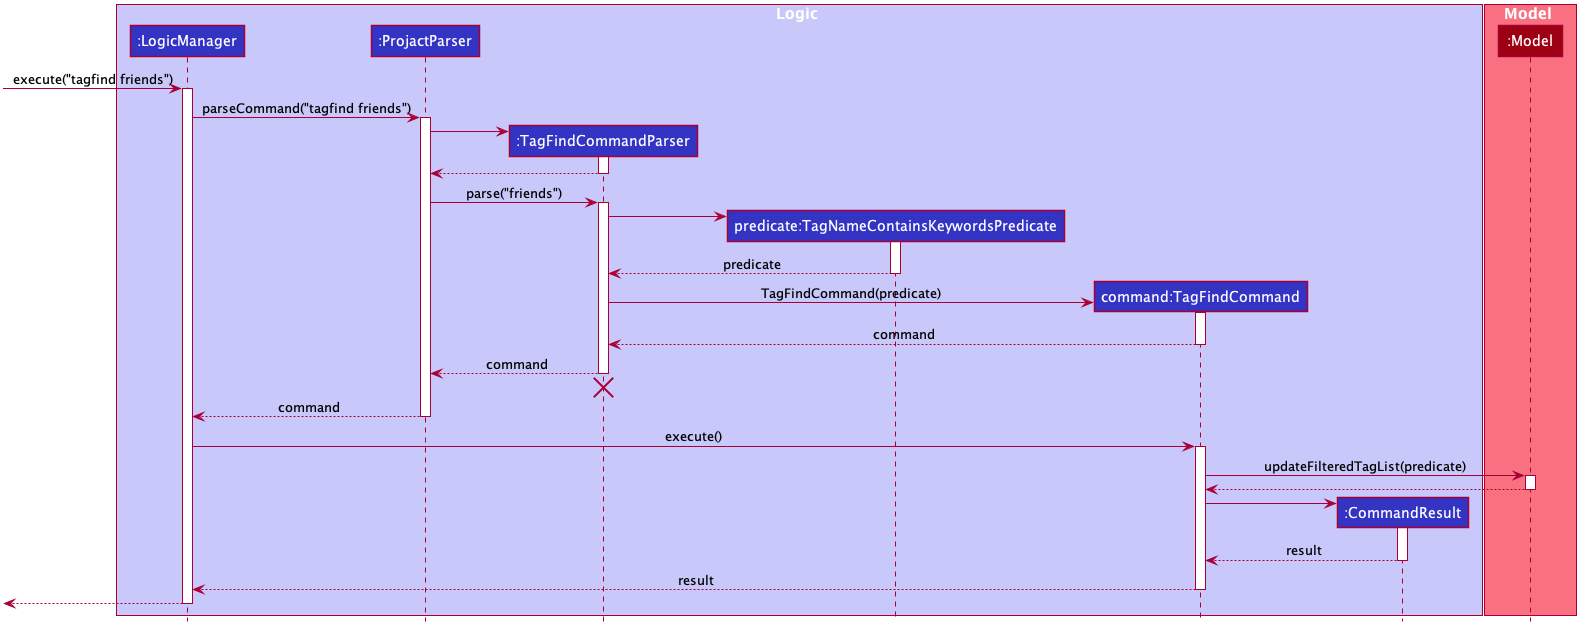 Logic
Model
:LogicManager
:ProjactParser
:Model
execute("tagfind friends")
parseCommand("tagfind friends")
:TagFindCommandParser
parse("friends")
predicate:TagNameContainsKeywordsPredicate
predicate
TagFindCommand(predicate)
command:TagFindCommand
command
command
command
execute()
updateFilteredTagList(predicate)
:CommandResult
result
result